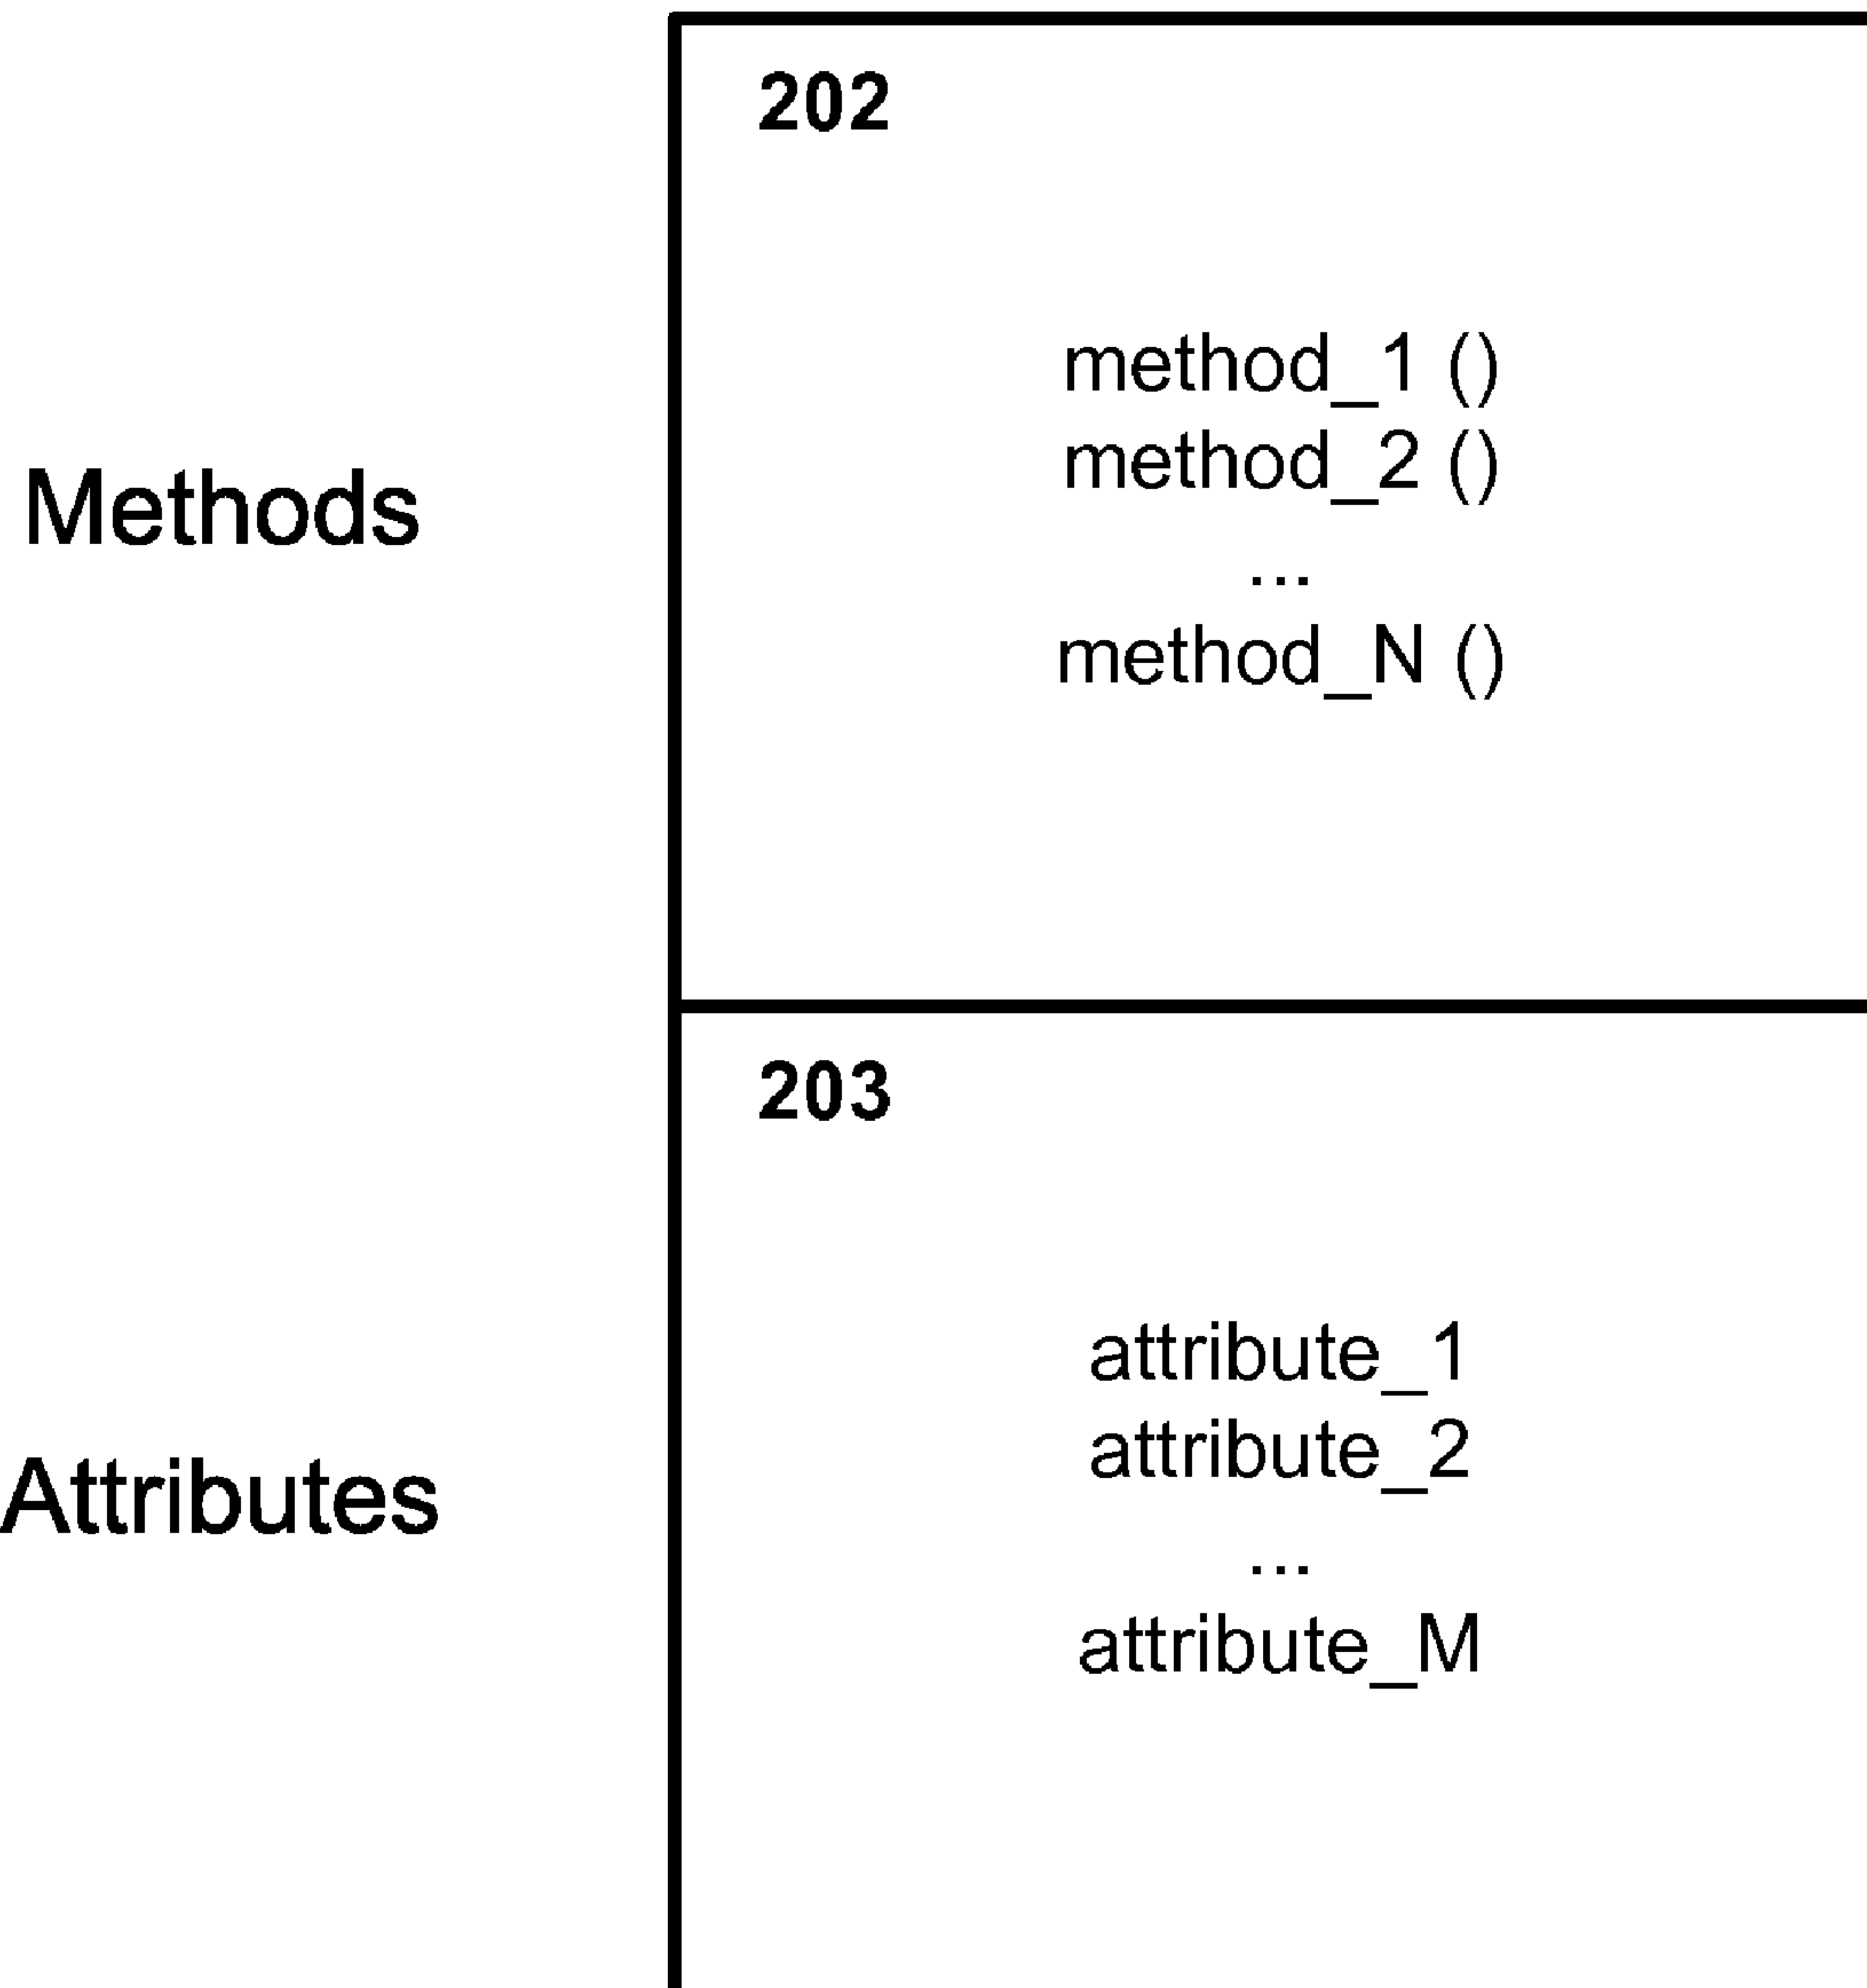 202
method_1 ()
method_2 ()
...
method_N ()
Methods
203
attribute_1
attribute_2
...
attribute_M
Attributes